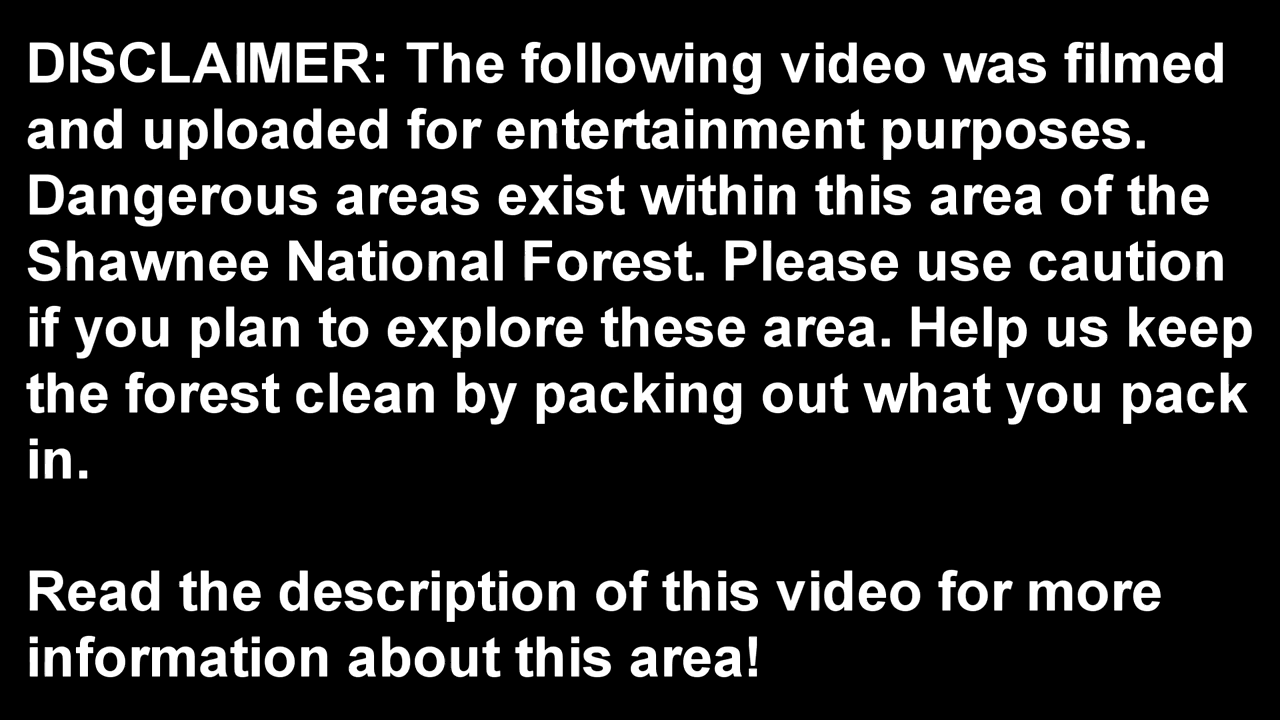 DISCLAIMER: The following video was filmed
and uploaded for entertainment purposes.
Dangerous areas exist within this area of the
Shawnee National Forest. Please use caution
if you plan to explore these area. Help us keep
the forest clean by packing out what you pack
in.
Read the description of this video for more
information about this area!